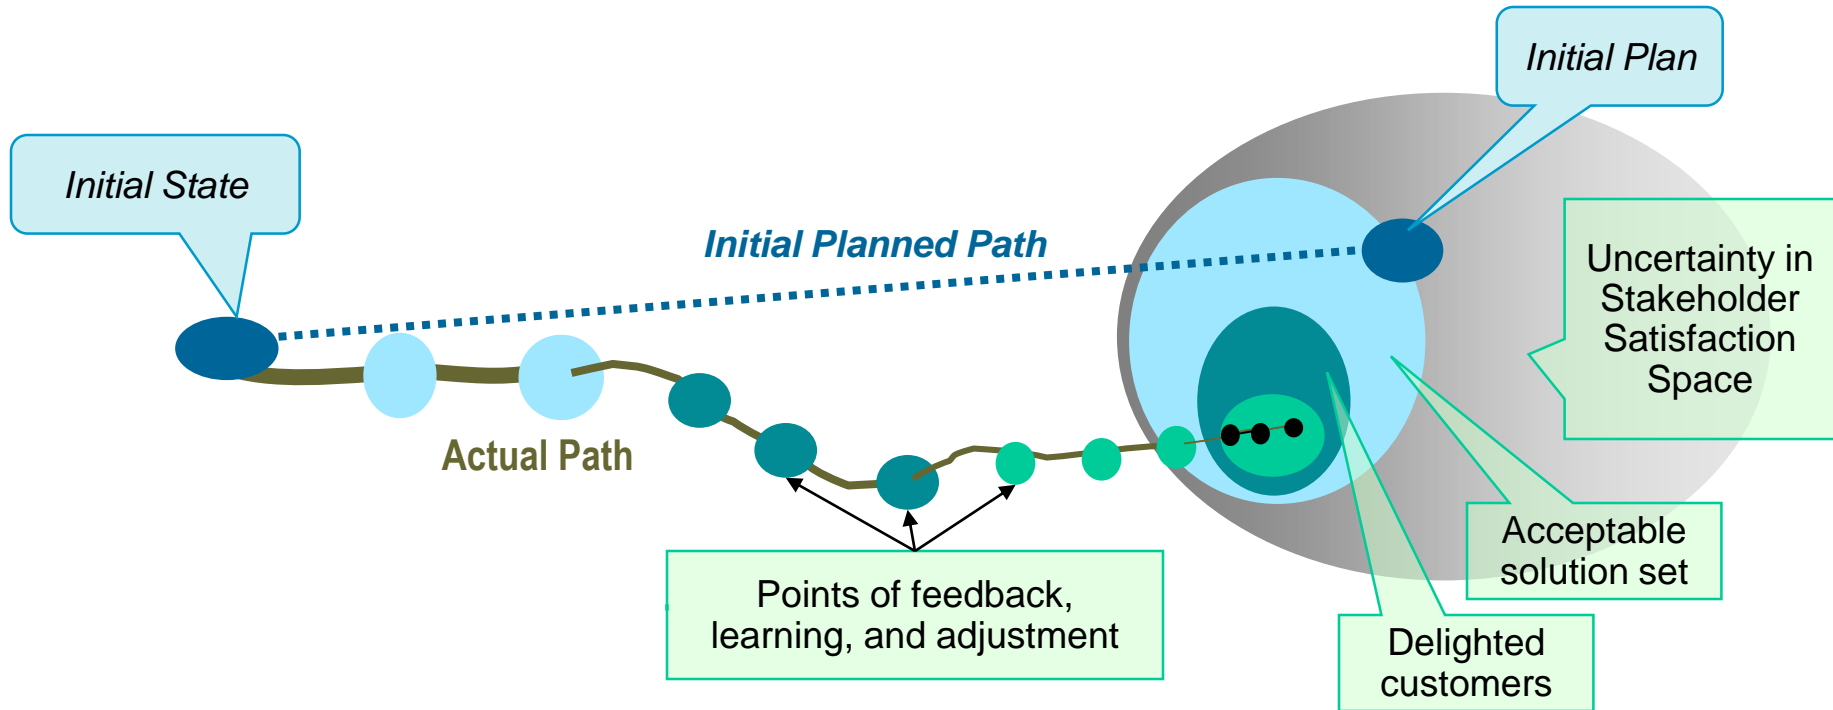 Initial Plan
Initial State
Initial Planned Path
Uncertainty in
Stakeholder
Satisfaction
Space
Actual Path
Acceptable
solution set
Points of feedback,
learning, and adjustment
Delighted
customers